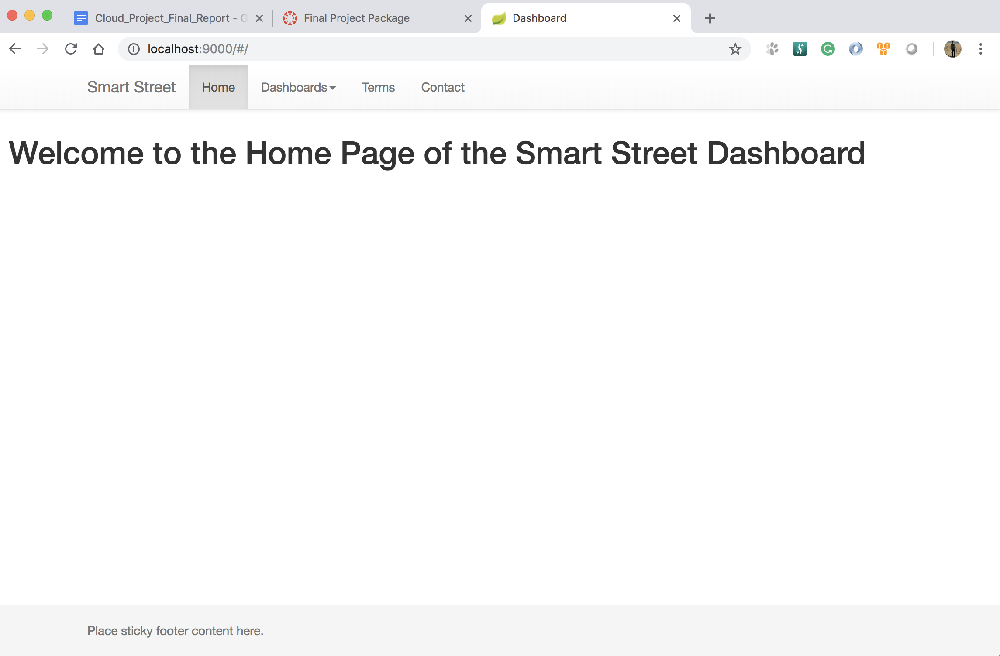 Cloud_Project_Final_Report - G
Final Project Package
Dashboard
localhost:9000/#/
Smart Street
Home
Dashboards
Terms
Contact
Welcome to the Home Page of the Smart Street Dashboard
Place sticky footer content here.